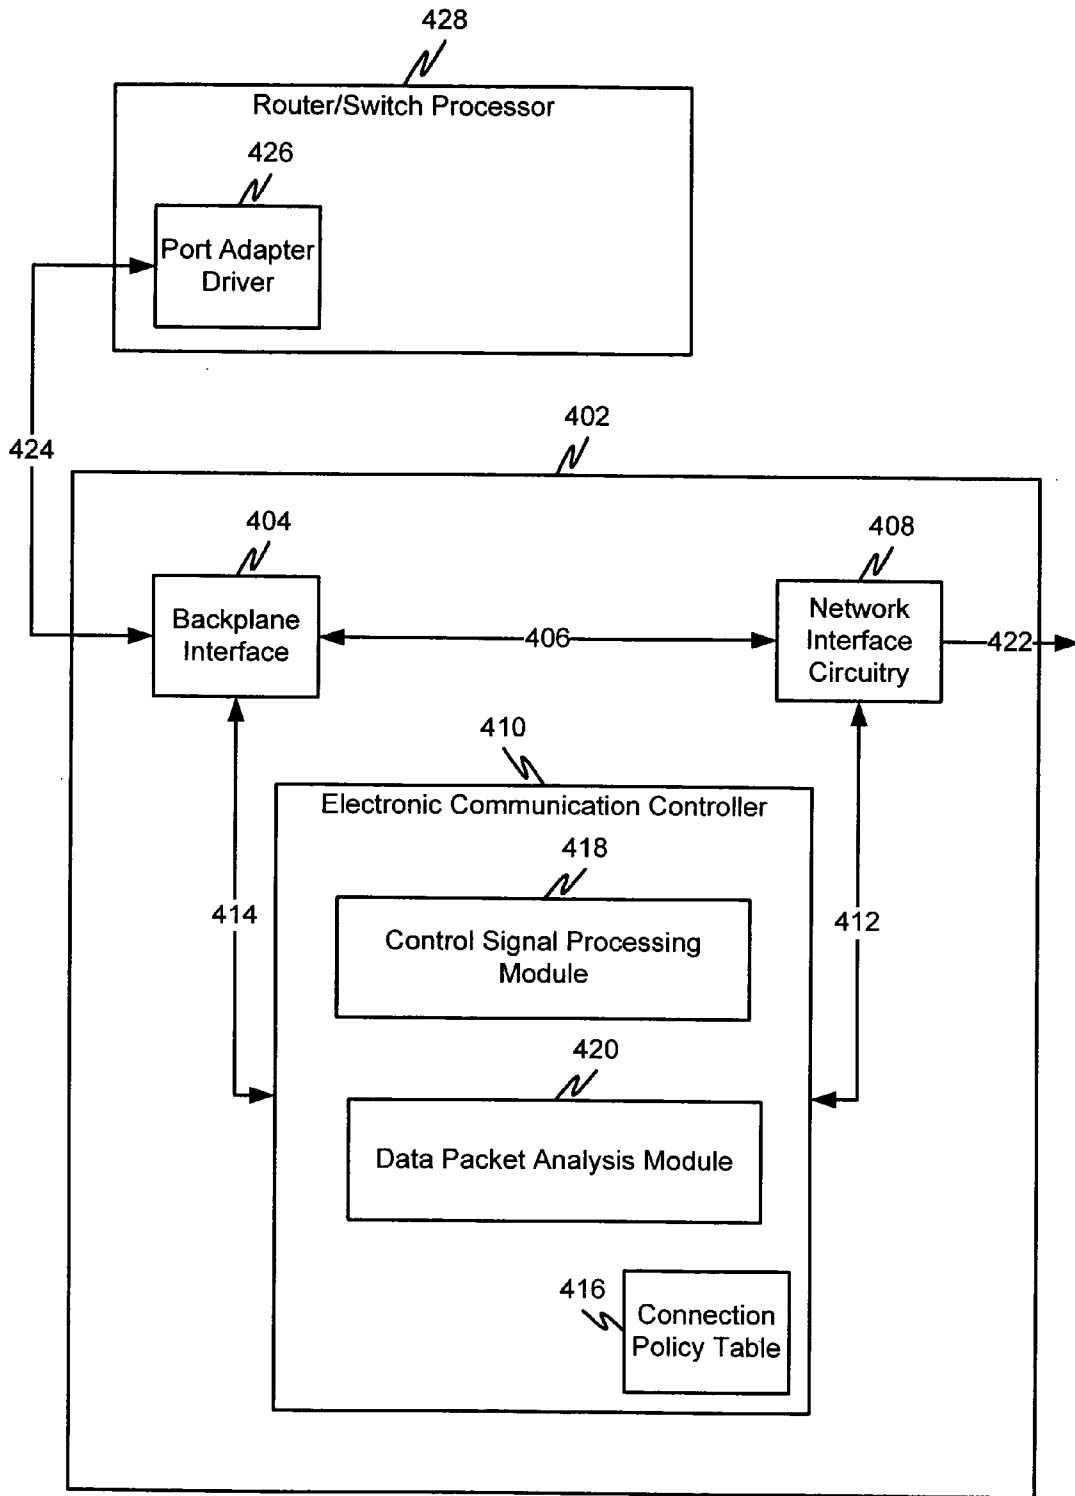 428
Router/Switch Processor
426
Port Adapter
Driver
424
402
404
408
Backplane
Interface
406
Network
Interface
Circuitry
422
410
Electronic Communication Controller
418
414
412
Control Signal Processing
Module
420
Data Packet Analysis Module
416
Connection
Policy Table